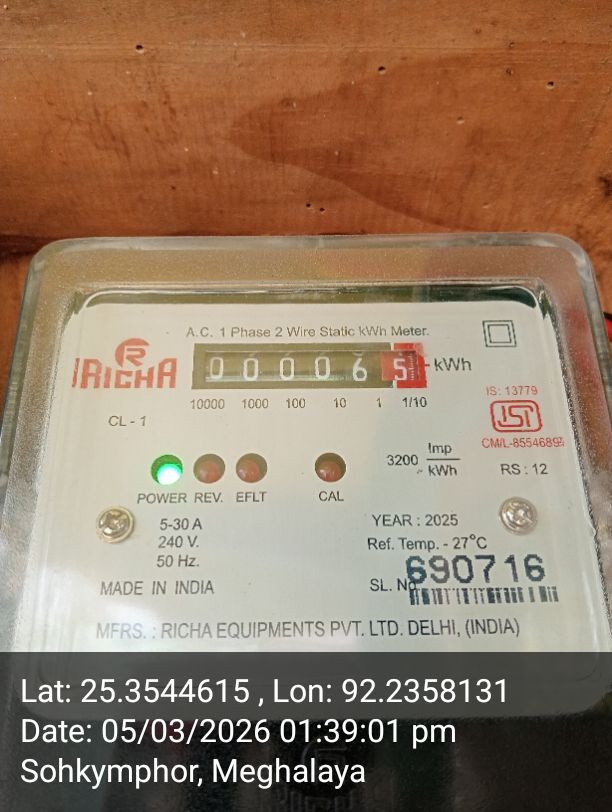 A.C. 1 Phase 2 Wire Static kWh Meter.
R
RICHA
0 0 0 0 6 5 kWh
10000 1000 100 10 1 1/10
IS: 13779
ISI
CL - 1
3200 Imp/kWh
RS : 12
POWER REV. EFLT CAL
5-30 A
240 V.
50 Hz.
YEAR : 2025
Ref. Temp. - 27°C
SL. No
690716
MADE IN INDIA
MFRS. : RICHA EQUIPMENTS PVT. LTD. DELHI, (INDIA)
Lat: 25.3544615 , Lon: 92.2358131
Date: 05/03/2026 01:39:01 pm
Sohkymphor, Meghalaya